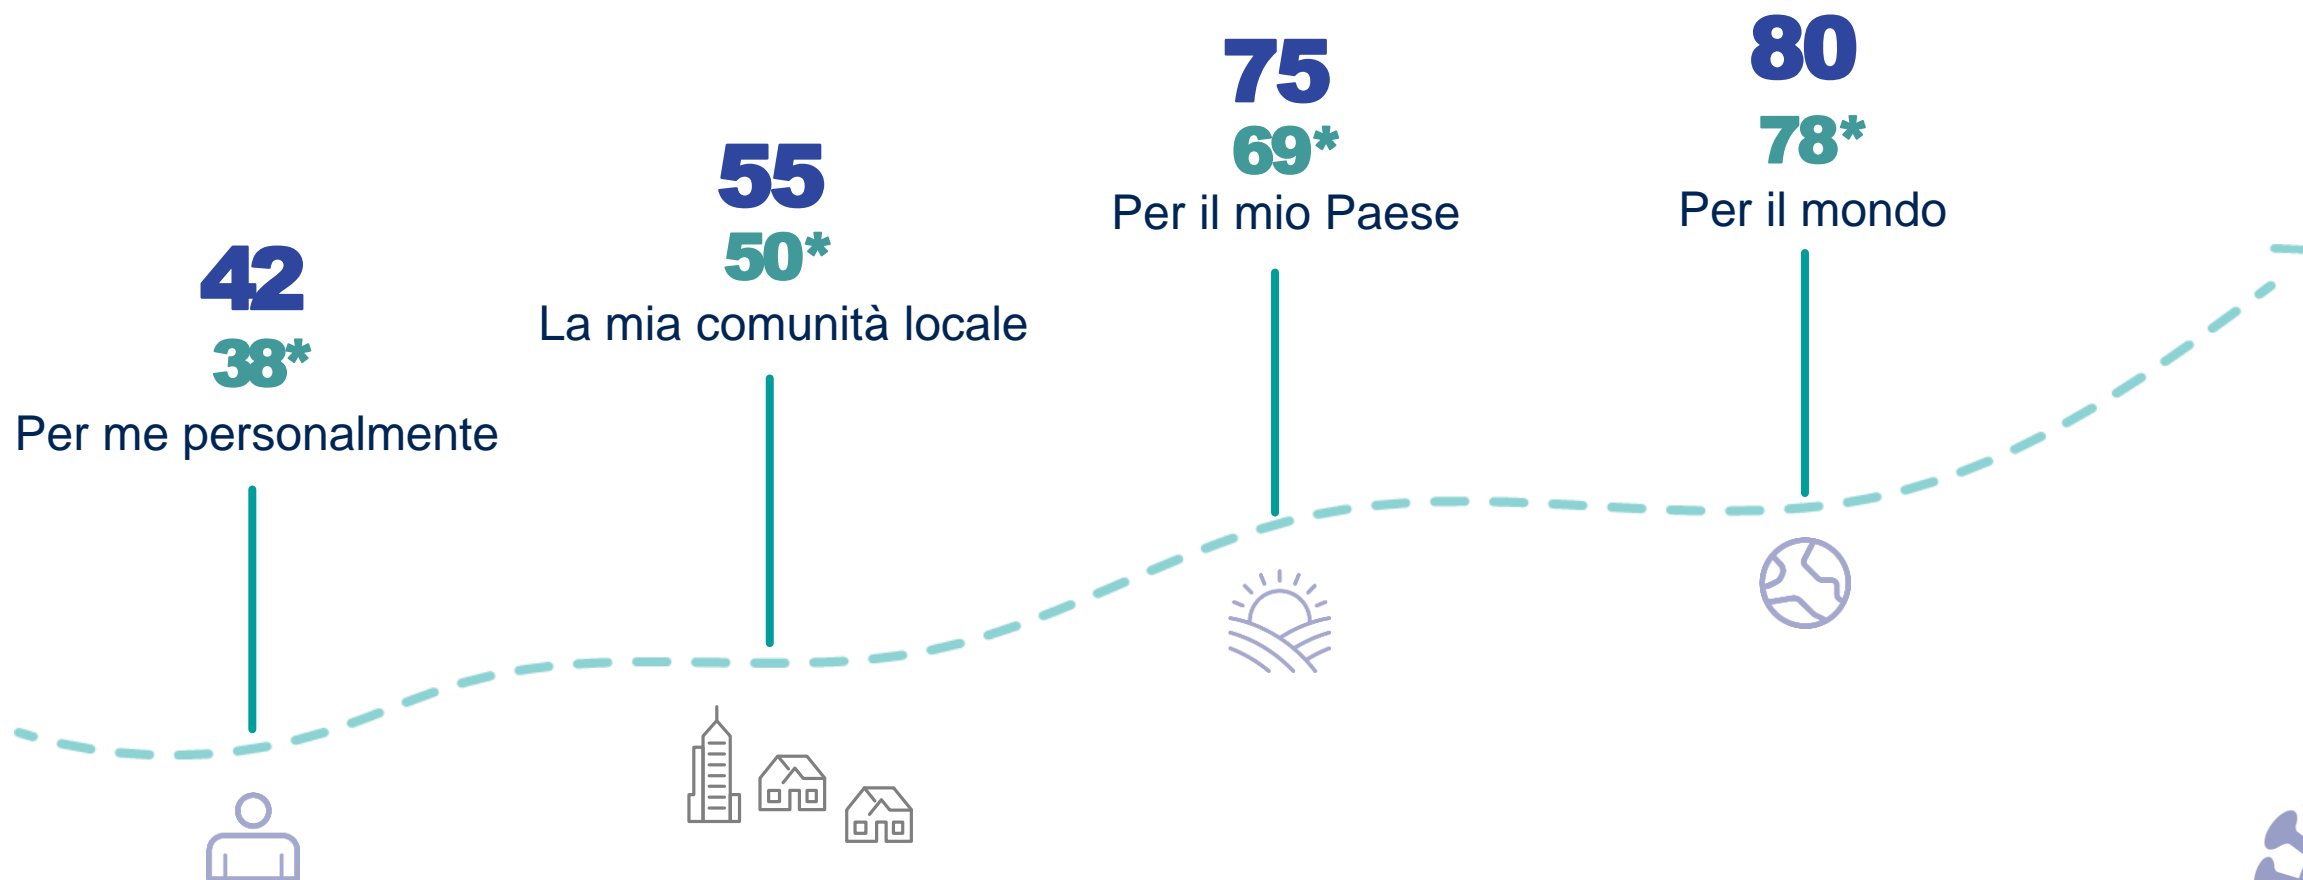 42
38*
Per me personalmente
55
50*
La mia comunità locale
75
69*
Per il mio Paese
80
78*
Per il mondo